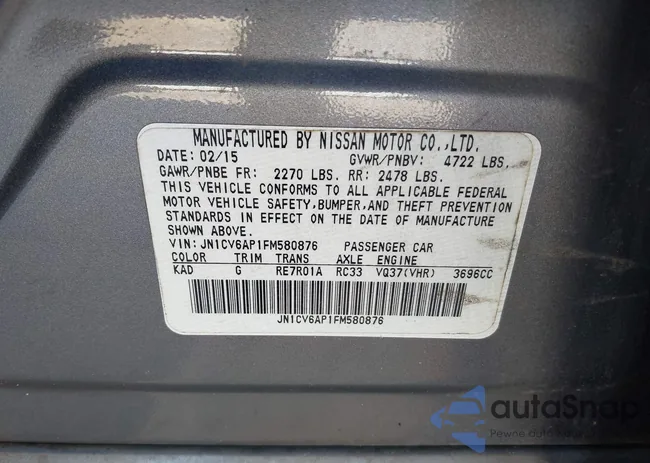 MANUFACTURED BY NISSAN MOTOR CO.,LTD.
DATE: 02/15 GVWR/PNBV: 4722 LBS.
GAWR/PNBE FR: 2270 LBS. RR: 2478 LBS.
THIS VEHICLE CONFORMS TO ALL APPLICABLE FEDERAL
MOTOR VEHICLE SAFETY,BUMPER,AND THEFT PREVENTION
STANDARDS IN EFFECT ON THE DATE OF MANUFACTURE
SHOWN ABOVE.
VIN: JN1CV6AP1FM580876 PASSENGER CAR
COLOR TRIM TRANS AXLE ENGINE
KAD G RE7R01A RC33 VQ37(VHR) 3696CC
JN1CV6AP1FM580876
autaSnap
Pewne auto